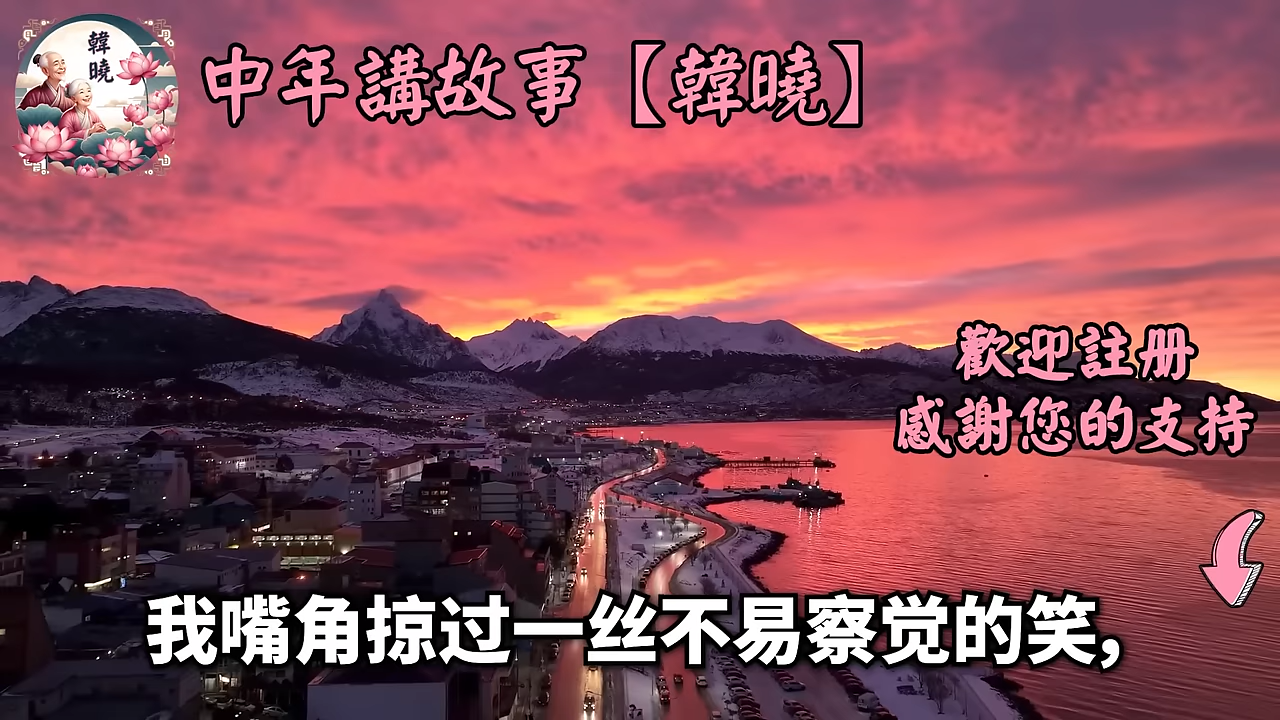 韓
曉
中年講故事【韓曉】
歡迎註册
感謝您的支持
我嘴角掠过一丝不易察觉的笑,